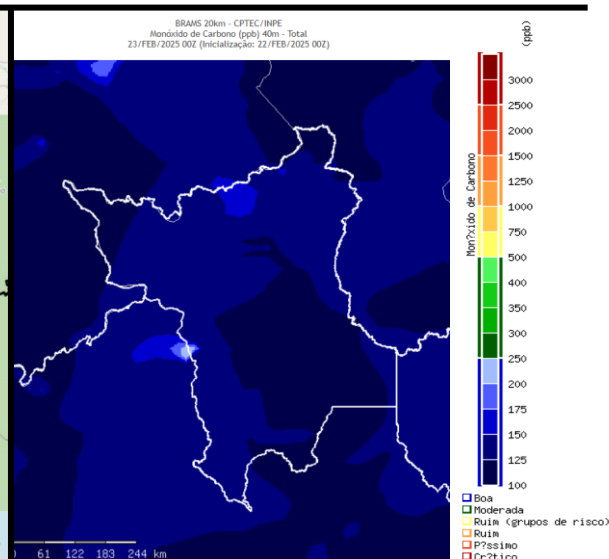 BRAMS 20km - CPTEC/INPE
Monóxido de Carbono (ppb) 40m - Total
23/FEB/2025 00Z (Inicialização: 22/FEB/2025 00Z)
(ppb)
Mon?xido de Carbono
3000
2500
2000
1500
1250
1000
750
500
400
350
300
250
200
175
150
125
100
61 122 183 244 km
Boa
Moderada
Ruim (grupos de risco)
Ruim
P?ssimo
Cr?tico